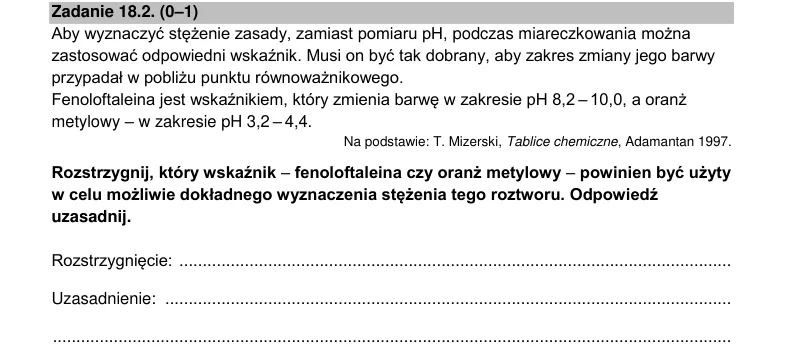 Zadanie 18.2. (0–1)
Aby wyznaczyć stężenie zasady, zamiast pomiaru pH, podczas miareczkowania można
zastosować odpowiedni wskaźnik. Musi on być tak dobrany, aby zakres zmiany jego barwy
przypadał w pobliżu punktu równoważnikowego.
Fenoloftaleina jest wskaźnikiem, który zmienia barwę w zakresie pH 8,2 – 10,0, a oranż
metylowy – w zakresie pH 3,2 – 4,4.
Na podstawie: T. Mizerski, Tablice chemiczne, Adamantan 1997.
Rozstrzygnij, który wskaźnik – fenoloftaleina czy oranż metylowy – powinien być użyty
w celu możliwie dokładnego wyznaczenia stężenia tego roztworu. Odpowiedź
uzasadnij.
Rozstrzygnięcie: ................................................................................................
Uzasadnienie: ..................................................................................................
......................................................................................................................